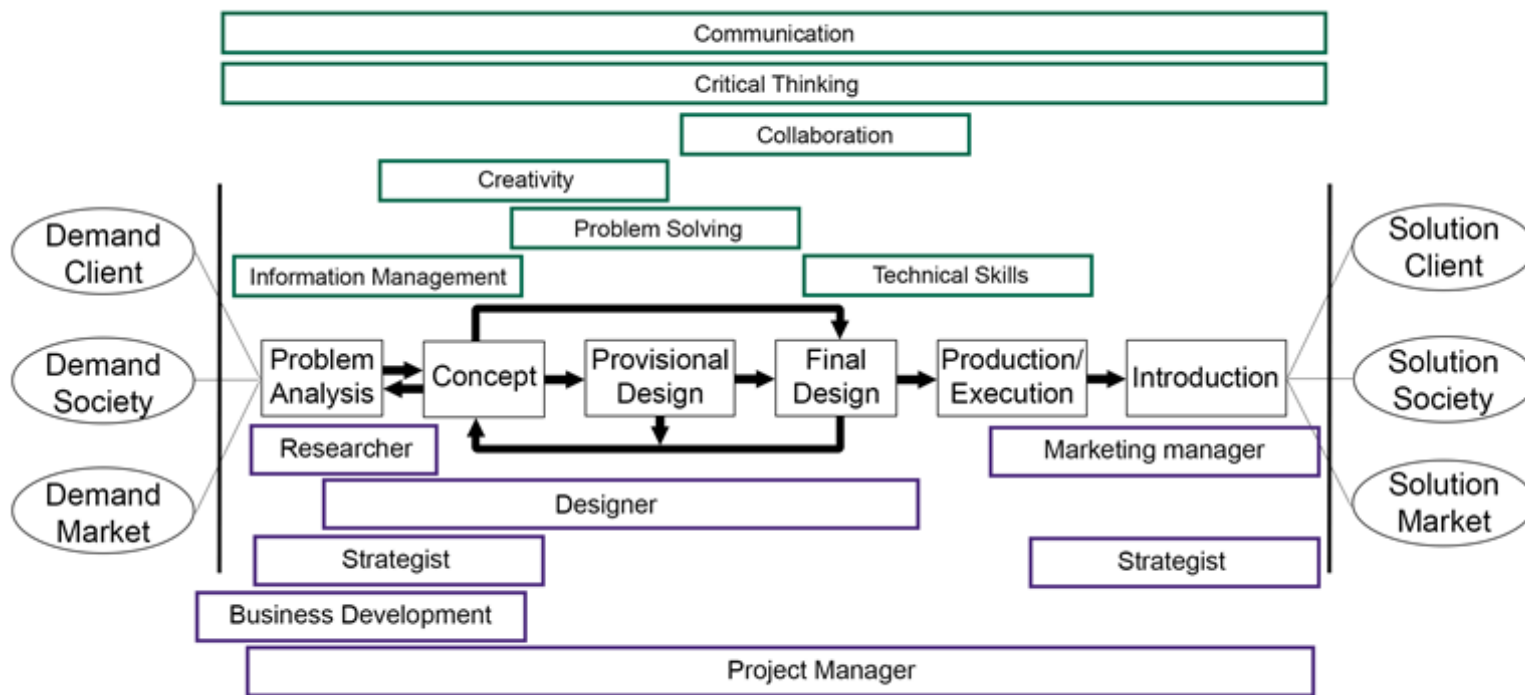 Communication
Critical Thinking
Collaboration
Creativity
Problem Solving
Information Management
Technical Skills
Demand
Client
Demand
Society
Demand
Market
Problem
Analysis
Concept
Provisional
Design
Final
Design
Production/
Execution
Introduction
Solution
Client
Solution
Society
Solution
Market
Researcher
Marketing manager
Designer
Strategist
Strategist
Business Development
Project Manager